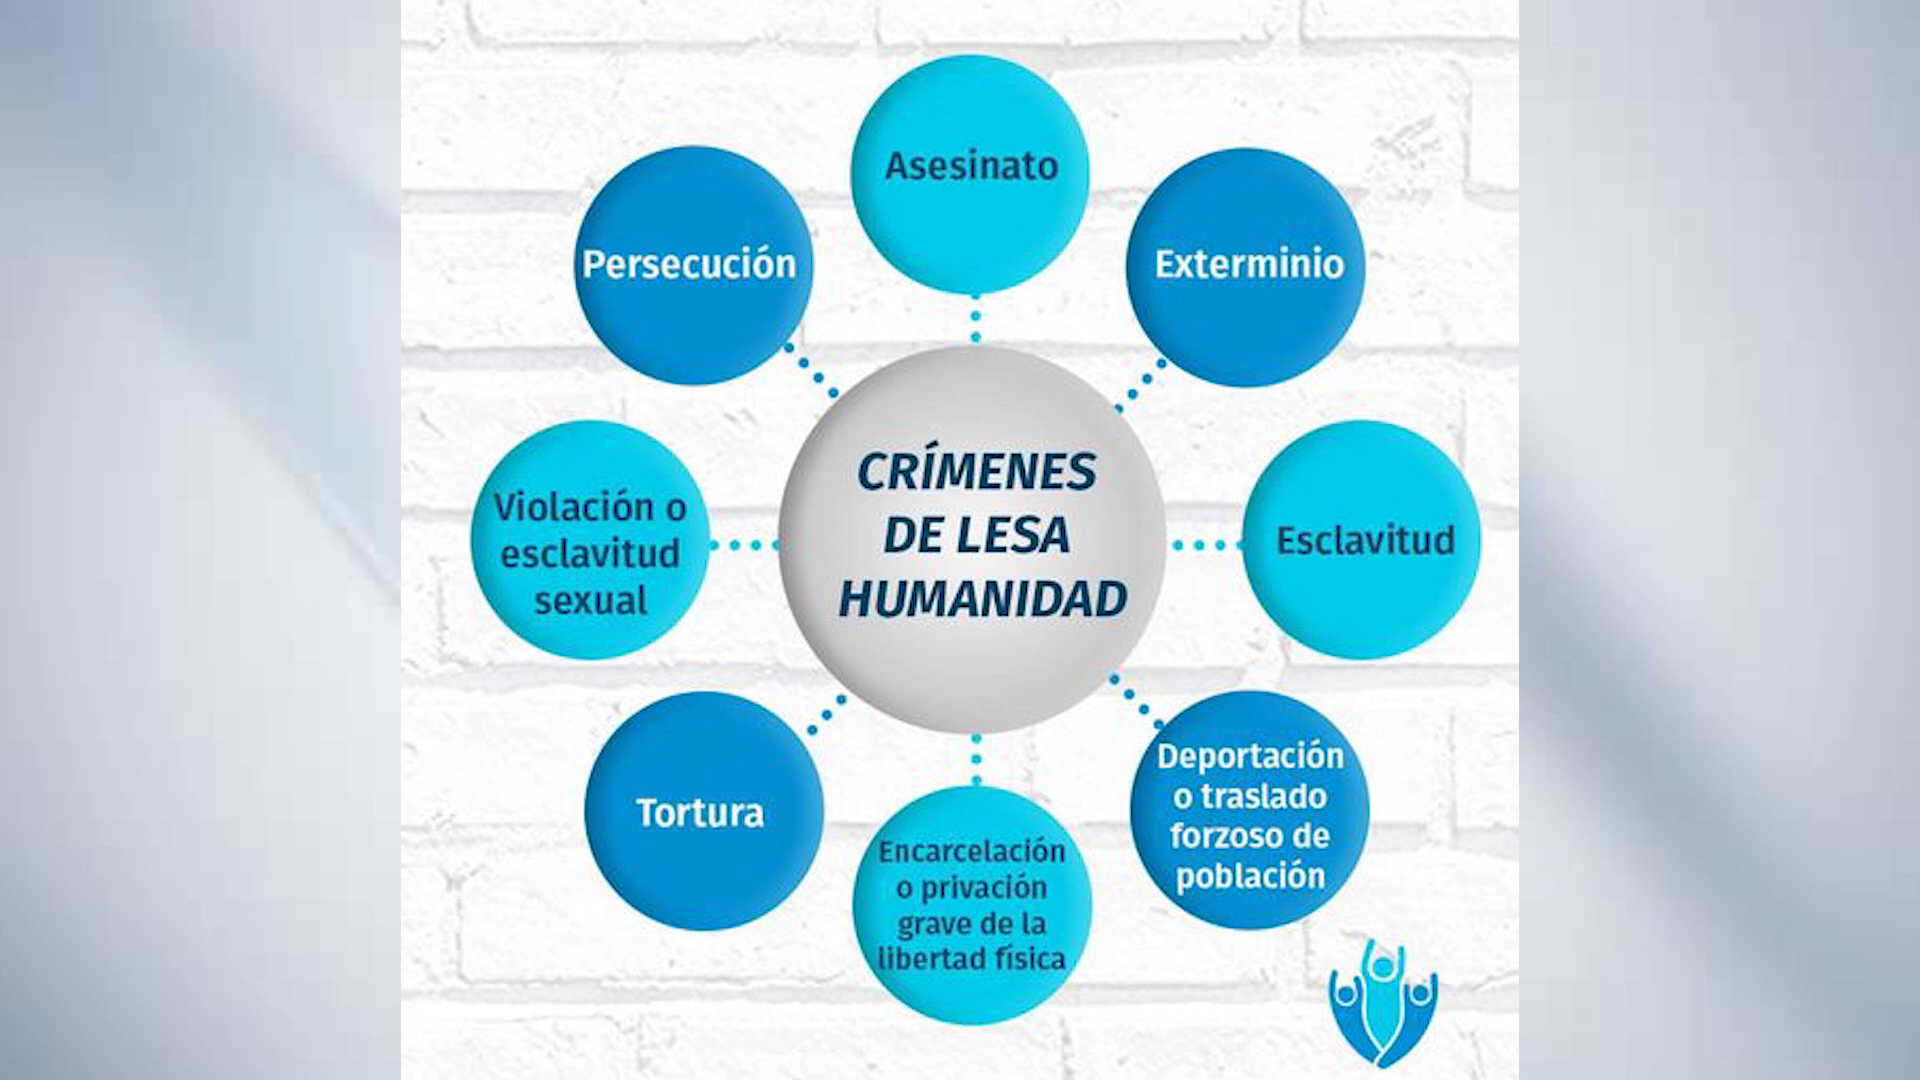 CRÍMENES
DE LESA
HUMANIDAD
Asesinato
Exterminio
Esclavitud
Deportación
o traslado
forzoso de
población
Encarcelación
o privación
grave de la
libertad física
Tortura
Violación o
esclavitud
sexual
Persecución